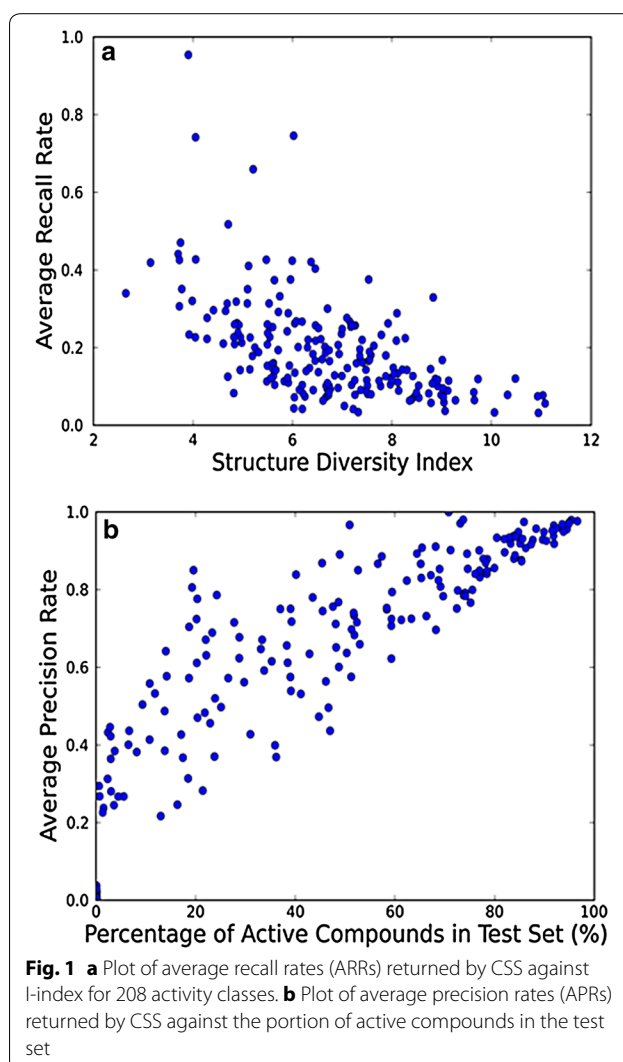 a
1.0
0.8
0.6
0.4
0.2
0.0
Average Recall Rate
2 4 6 8 10 12
Structure Diversity Index
b
1.0
0.8
0.6
0.4
0.2
0.0
Average Precision Rate
0 20 40 60 80 100
Percentage of Active Compounds in Test Set (%)
Fig. 1 a Plot of average recall rates (ARRs) returned by CSS against
I-index for 208 activity classes. b Plot of average precision rates (APRs)
returned by CSS against the portion of active compounds in the test
set